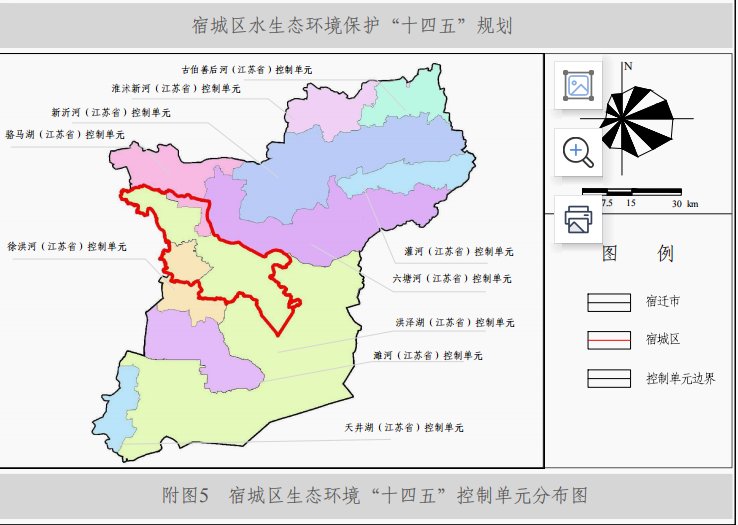 宿城区水生态环境保护“十四五”规划
古伯善后河（江苏省）控制单元
淮沭新河（江苏省）控制单元
新沂河（江苏省）控制单元
骆马湖（江苏省）控制单元
徐洪河（江苏省）控制单元
灌河（江苏省）控制单元
六塘河（江苏省）控制单元
洪泽湖（江苏省）控制单元
濉河（江苏省）控制单元
天井湖（江苏省）控制单元
N
7.5 15 30 km
图 例
宿迁市
宿城区
控制单元边界
附图5 宿城区生态环境“十四五”控制单元分布图